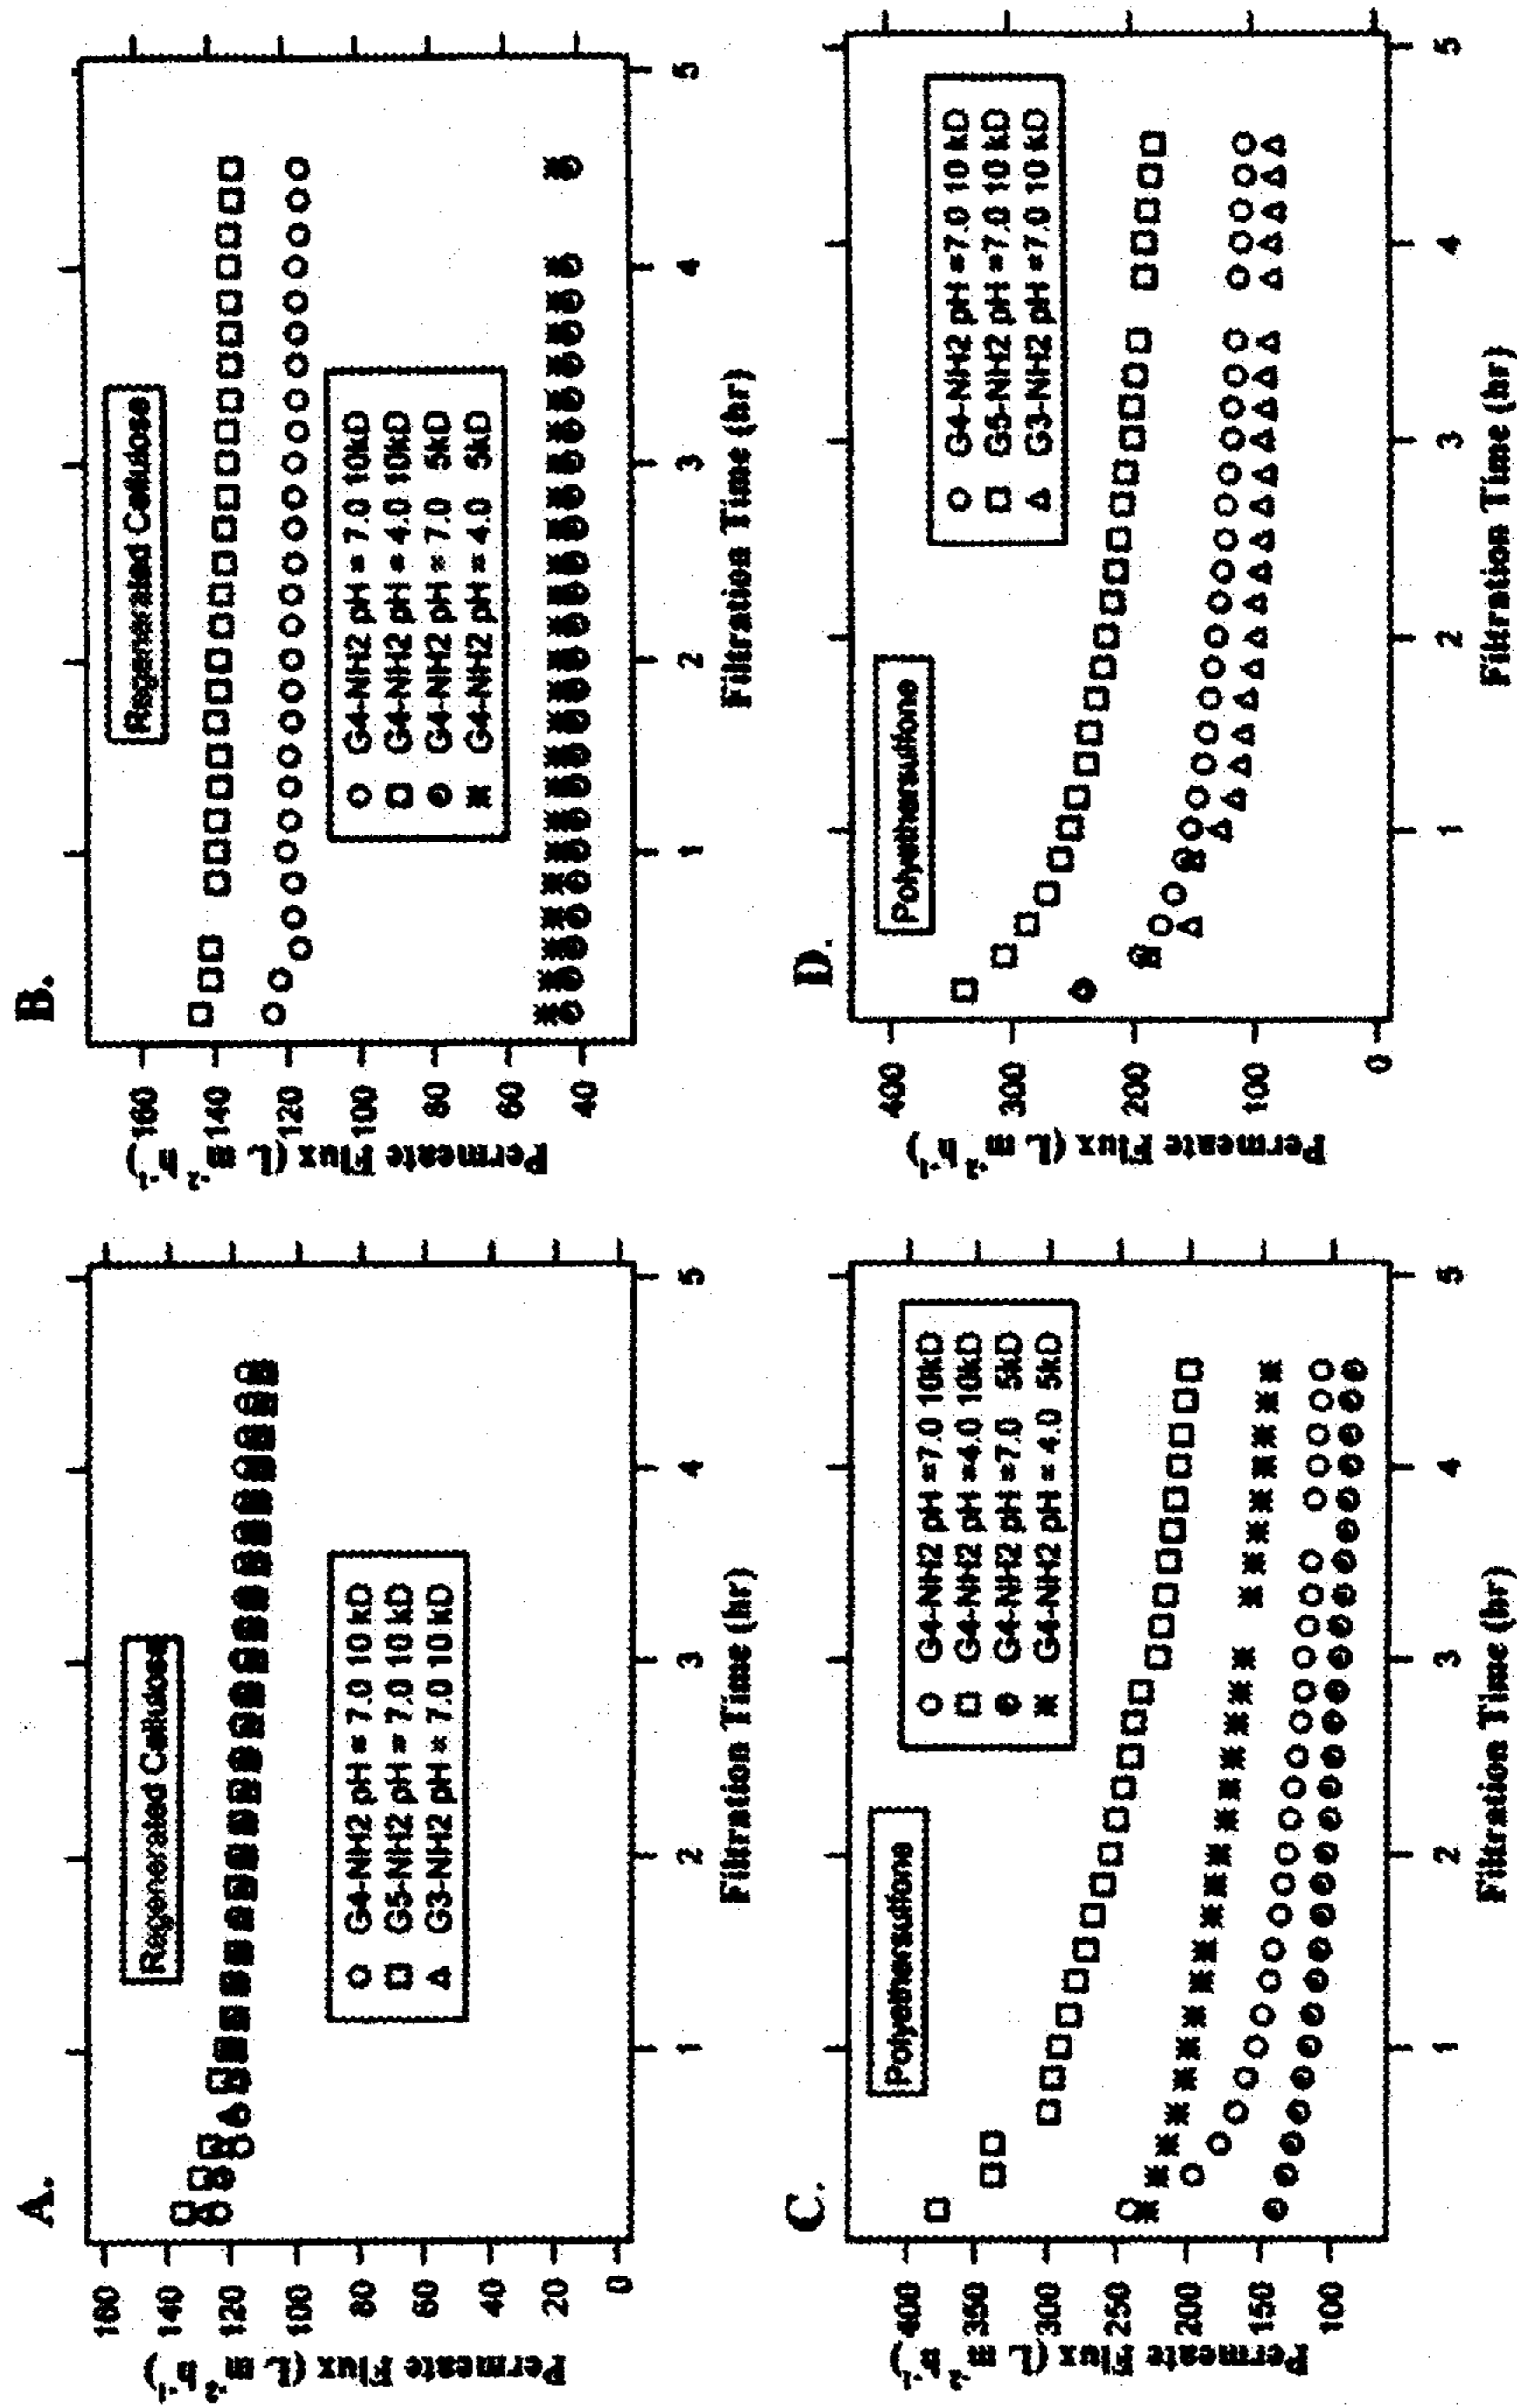 A.
Permeate Flux (L m-2 h-1)
160
140
120
100
80
60
40
20
0
Regenerated Cellulose
G4-NH2 pH = 7.0 10 kD
G5-NH2 pH = 7.0 10 kD
G3-NH2 pH = 7.0 10 kD
1
2
3
4
5
Filtration Time (hr)
B.
Permeate Flux (L m-2 h-1)
160
140
120
100
80
60
40
Regenerated Cellulose
G4-NH2 pH = 7.0 10kD
G4-NH2 pH = 4.0 10kD
G4-NH2 pH = 7.0 5kD
G4-NH2 pH = 4.0 5kD
1
2
3
4
5
Filtration Time (hr)
C.
Permeate Flux (L m-2 h-1)
400
350
300
250
200
150
100
Polyethersulfone
G4-NH2 pH =7.0 10kD
G4-NH2 pH =4.0 10kD
G4-NH2 pH =7.0 5kD
G4-NH2 pH = 4.0 5kD
1
2
3
4
5
Filtration Time (hr)
D.
Permeate Flux (L m-2 h-1)
400
300
200
100
0
Polyethersulfone
G4-NH2 pH =7.0 10 kD
G5-NH2 pH =7.0 10 kD
G3-NH2 pH =7.0 10 kD
1
2
3
4
5
Filtration Time (hr)